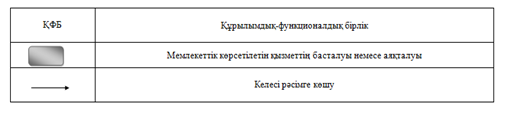 ҚФБ
Құрылымдық-функционалдық бірлік
Мемлекеттік көрсетілетін қызметтің басталуы немесе аяқталуы
Келесі рәсімге көшу